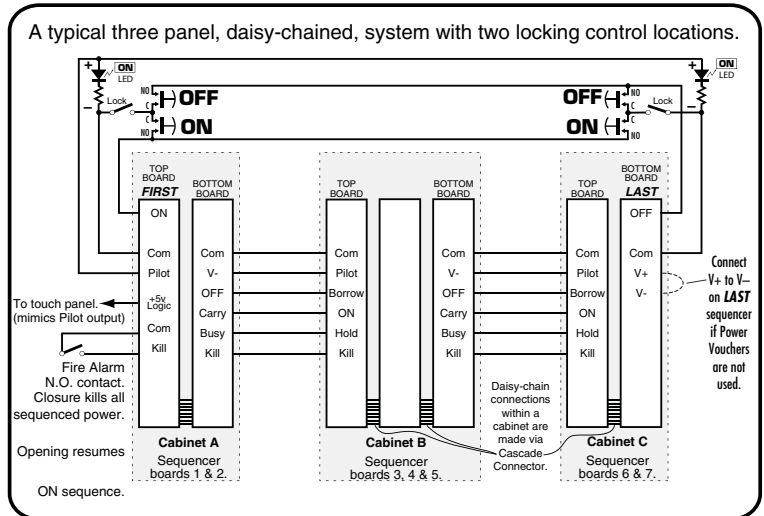 A typical three panel, daisy-chained, system with two locking control locations.
+ ON
LED
Lock
–
NO
C
OFF
C
NO
ON
OFF
NO
C
ON
C
NO
Lock
+ ON
LED
–
TOP
BOARD
FIRST
BOTTOM
BOARD
ON
Com
Pilot
+5v
Logic
Com
Kill
Com
V-
OFF
Carry
Busy
Kill
TOP
BOARD
BOTTOM
BOARD
Com
Pilot
Borrow
ON
Hold
Kill
Com
V-
OFF
Carry
Busy
Kill
TOP
BOARD
BOTTOM
BOARD
LAST
Com
Pilot
Borrow
ON
Hold
Kill
OFF
Com
V+
V-
To touch panel.
(mimics Pilot output)
Fire Alarm
N.O. contact.
Closure kills all
sequenced power.
Opening resumes
ON sequence.
Connect
V+ to V–
on LAST
sequencer
if Power
Vouchers
are not
used.
Daisy-chain
connections
within a
cabinet are
made via
Cascade
Connector.
Cabinet A
Sequencer
boards 1 & 2.
Cabinet B
Sequencer
boards 3, 4 & 5.
Cabinet C
Sequencer
boards 6 & 7.